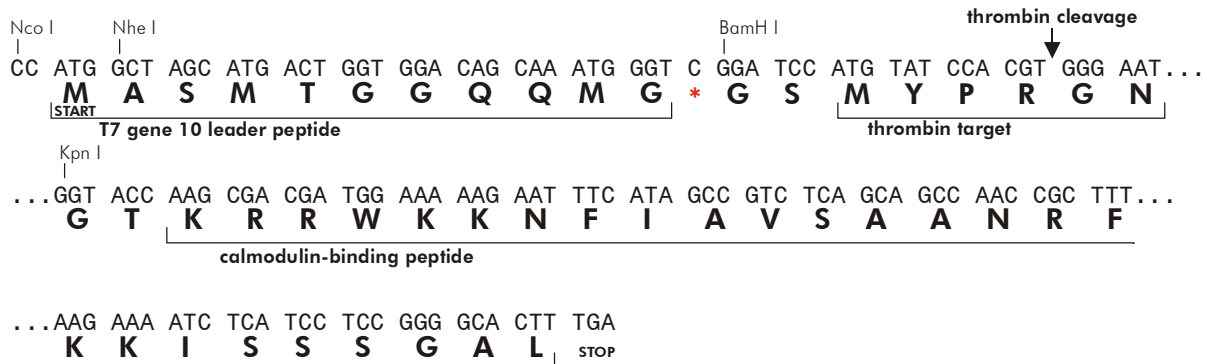 thrombin cleavage
Nco I Nhe I BamH I
CC ATG GCT AGC ATG ACT GGT GGA CAG CAA ATG GGT C GGA TCC ATG TAT CCA CGT GGG AAT...
M A S M T G G Q Q M G * G S M Y P R G N
START
T7 gene 10 leader peptide thrombin target
Kpn I
...GGT ACC AAG CGA CGA TGG AAA AAG AAT TTC ATA GCC GTC TCA GCA GCC AAC CGC TTT...
G T K R R W K K N F I A V S A A N R F
calmodulin-binding peptide
...AAG AAA ATC TCA TCC TCC GGG GCA CTT TGA
K K I S S S G A L STOP